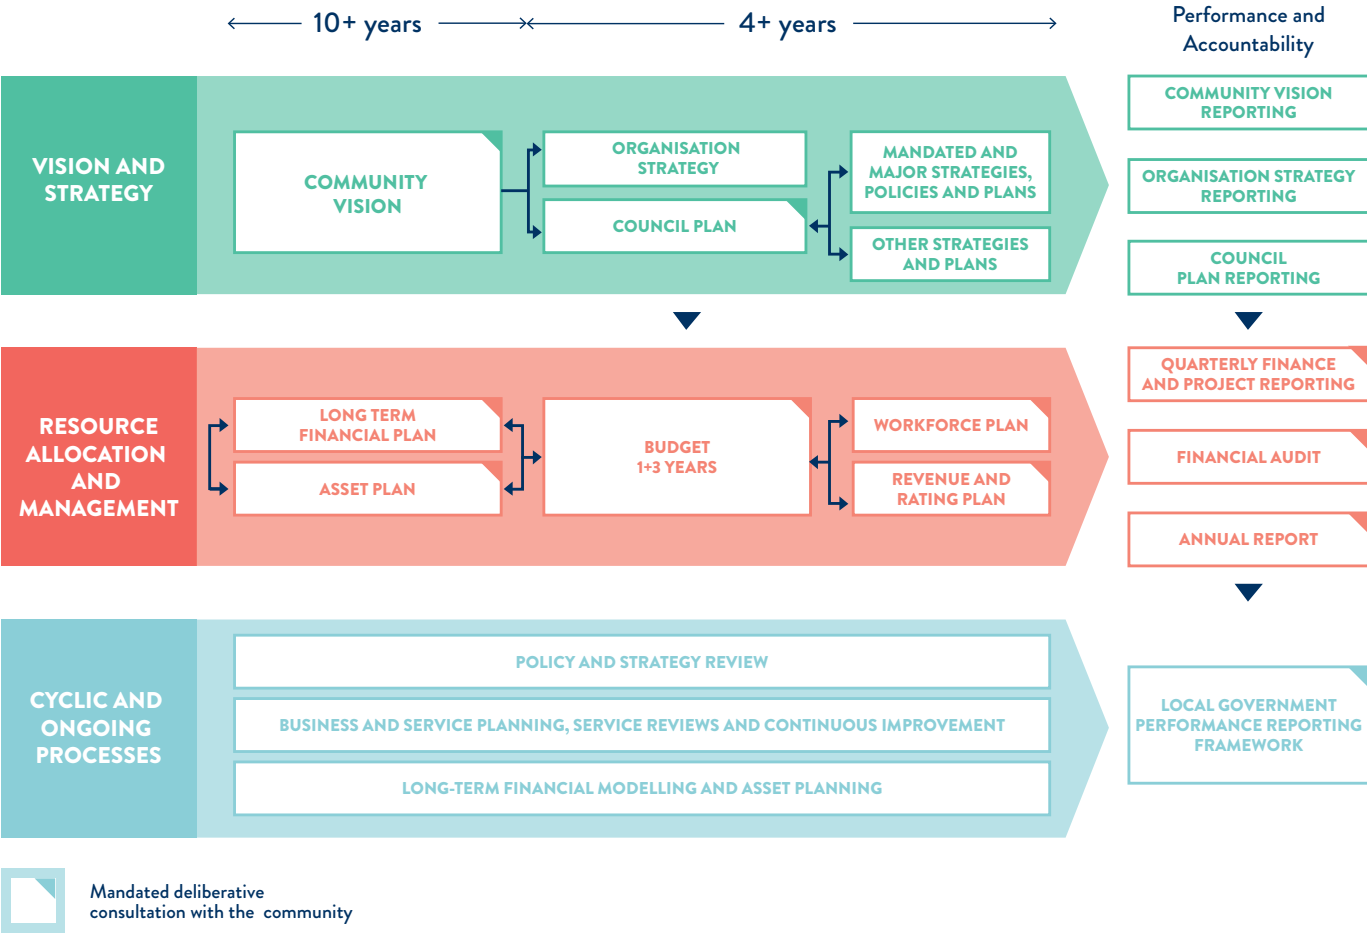 10+ years
4+ years
Performance and
Accountability
VISION AND
STRATEGY
COMMUNITY
VISION
ORGANISATION
STRATEGY
COUNCIL PLAN
MANDATED AND
MAJOR STRATEGIES,
POLICIES AND PLANS
OTHER STRATEGIES
AND PLANS
COMMUNITY VISION
REPORTING
ORGANISATION STRATEGY
REPORTING
COUNCIL
PLAN REPORTING
RESOURCE
ALLOCATION
AND
MANAGEMENT
LONG TERM
FINANCIAL PLAN
ASSET PLAN
BUDGET
1+3 YEARS
WORKFORCE PLAN
REVENUE AND
RATING PLAN
QUARTERLY FINANCE
AND PROJECT REPORTING
FINANCIAL AUDIT
ANNUAL REPORT
CYCLIC AND
ONGOING
PROCESSES
POLICY AND STRATEGY REVIEW
BUSINESS AND SERVICE PLANNING, SERVICE REVIEWS AND CONTINUOUS IMPROVEMENT
LONG-TERM FINANCIAL MODELLING AND ASSET PLANNING
LOCAL GOVERNMENT
PERFORMANCE REPORTING
FRAMEWORK
Mandated deliberative
consultation with the community